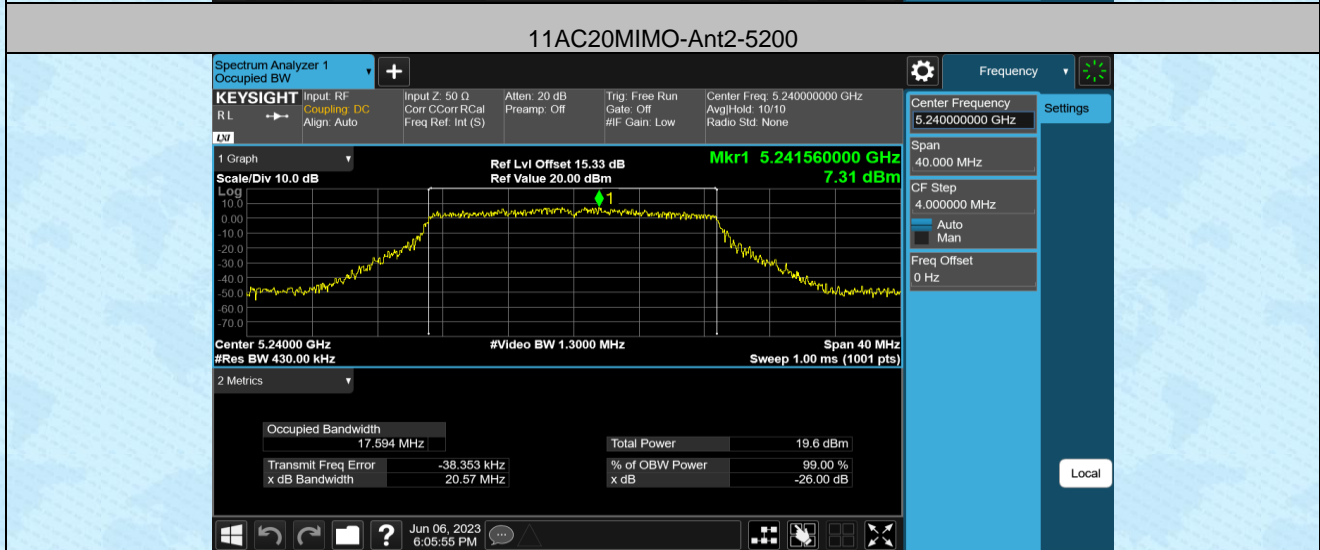 11AC20MIMO-Ant2-5200
Spectrum Analyzer 1
Occupied BW
+
Frequency
KEYSIGHT
R L
LXI
Input: RF
Coupling: DC
Align: Auto
Input Z: 50 Ω
Corr CCorr RCal
Freq Ref: Int (S)
Atten: 20 dB
Preamp: Off
Trig: Free Run
Gate: Off
#IF Gain: Low
Center Freq: 5.240000000 GHz
Avg|Hold: 10/10
Radio Std: None
Center Frequency
5.240000000 GHz
Settings
Span
40.000 MHz
CF Step
4.000000 MHz
Auto
Man
Freq Offset
0 Hz
1 Graph
Scale/Div 10.0 dB
Ref Lvl Offset 15.33 dB
Ref Value 20.00 dBm
Mkr1 5.241560000 GHz
7.31 dBm
Log
10.0
0.00
-10.0
-20.0
-30.0
-40.0
-50.0
-60.0
-70.0
1
Center 5.24000 GHz
#Res BW 430.00 kHz
#Video BW 1.3000 MHz
Span 40 MHz
Sweep 1.00 ms (1001 pts)
2 Metrics
Occupied Bandwidth
17.594 MHz
Total Power 19.6 dBm
Transmit Freq Error -38.353 kHz
% of OBW Power 99.00 %
x dB Bandwidth 20.57 MHz
x dB -26.00 dB
Local
?
Jun 06, 2023
6:05:55 PM